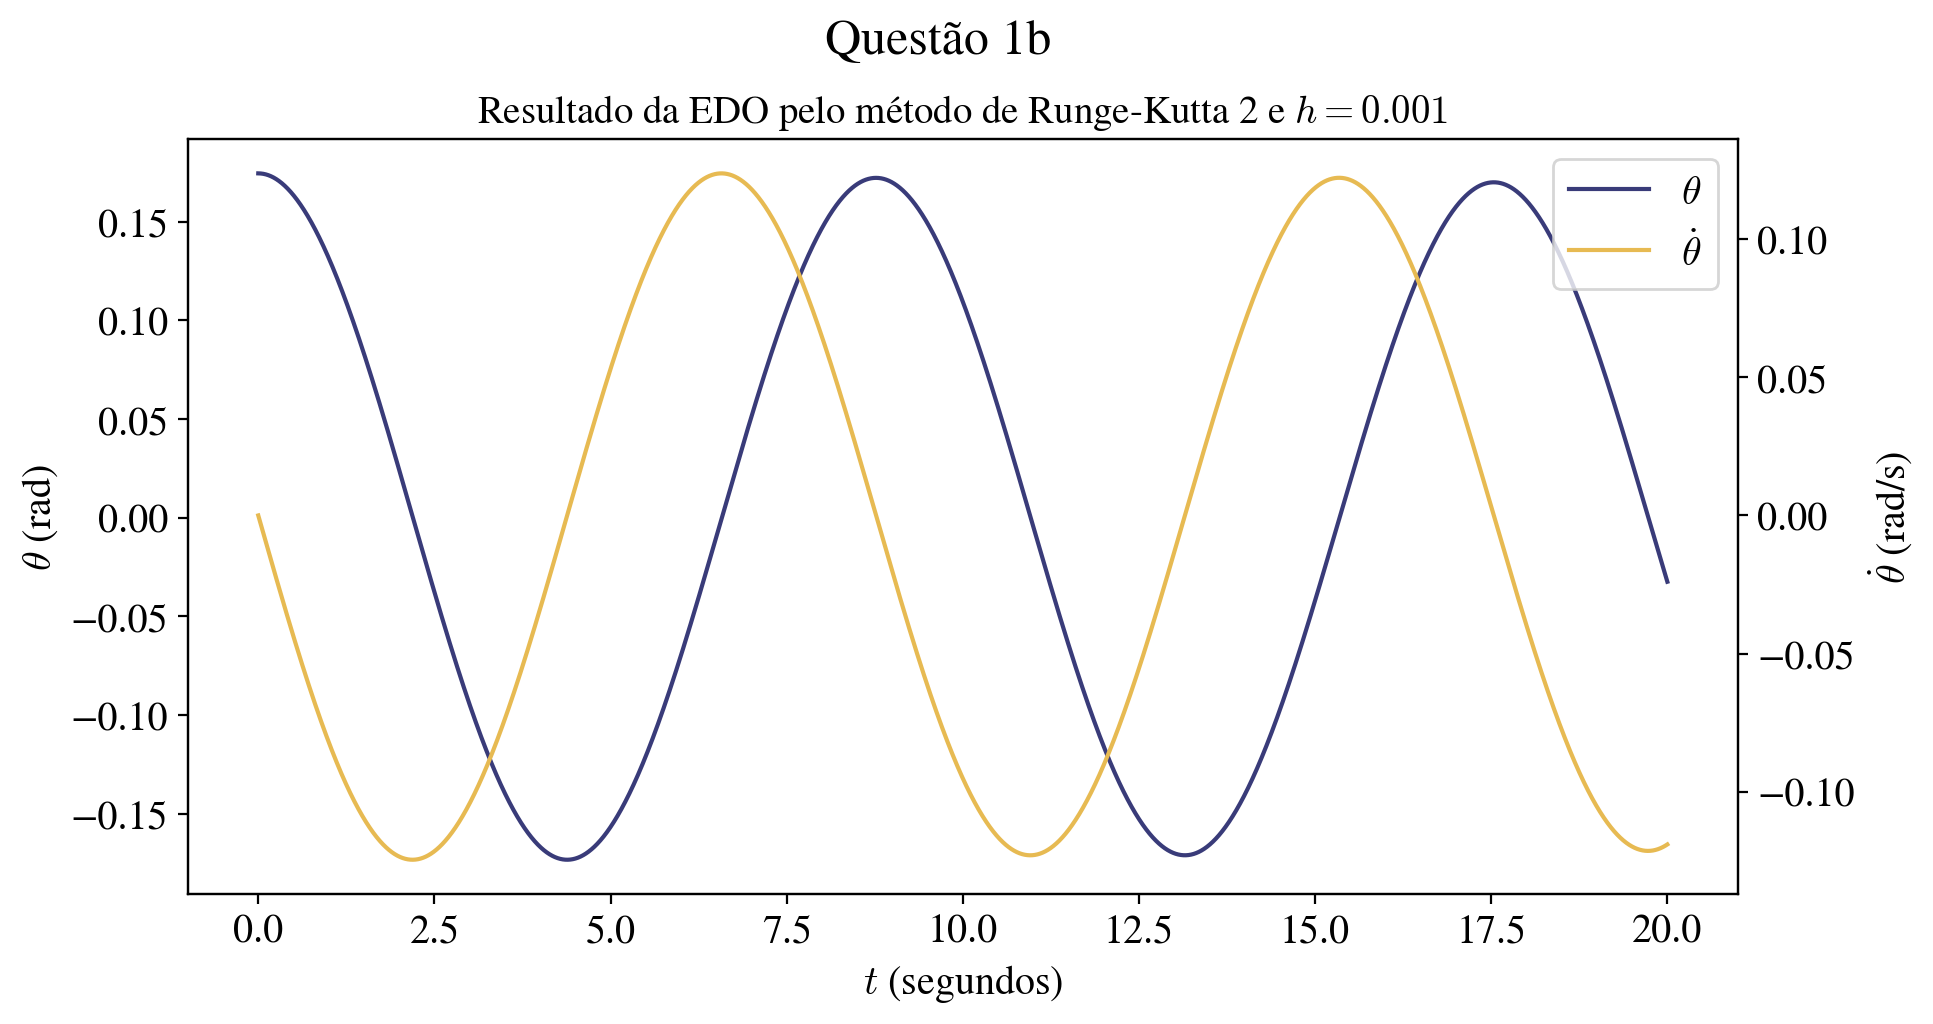 Questão 1b
Resultado da EDO pelo método de Runge-Kutta 2 e h = 0.001
θ
θ̇
0.15
0.10
0.05
0.00
−0.05
−0.10
−0.15
θ (rad)
0.10
0.05
0.00
−0.05
−0.10
θ̇ (rad/s)
0.0 2.5 5.0 7.5 10.0 12.5 15.0 17.5 20.0
t (segundos)